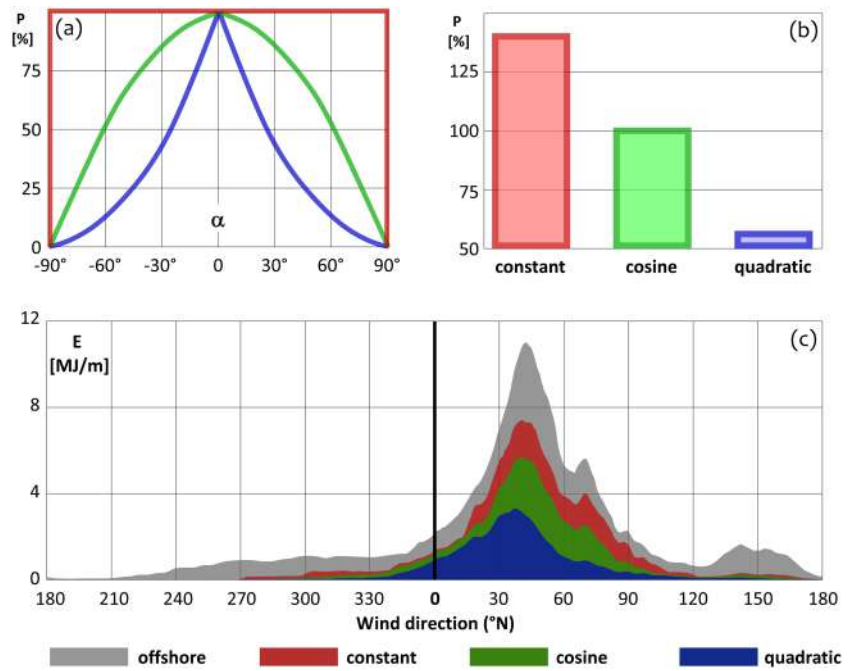 P
[%]
(a)
75
50
25
0
α
-90° -60° -30° 0 30° 60° 90°
P
[%]
(b)
125
100
75
50
constant cosine quadratic
12
E
[MJ/m]
(c)
8
4
0
180 210 240 270 300 330 0 30 60 90 120 150 180
Wind direction (°N)
offshore constant cosine quadratic